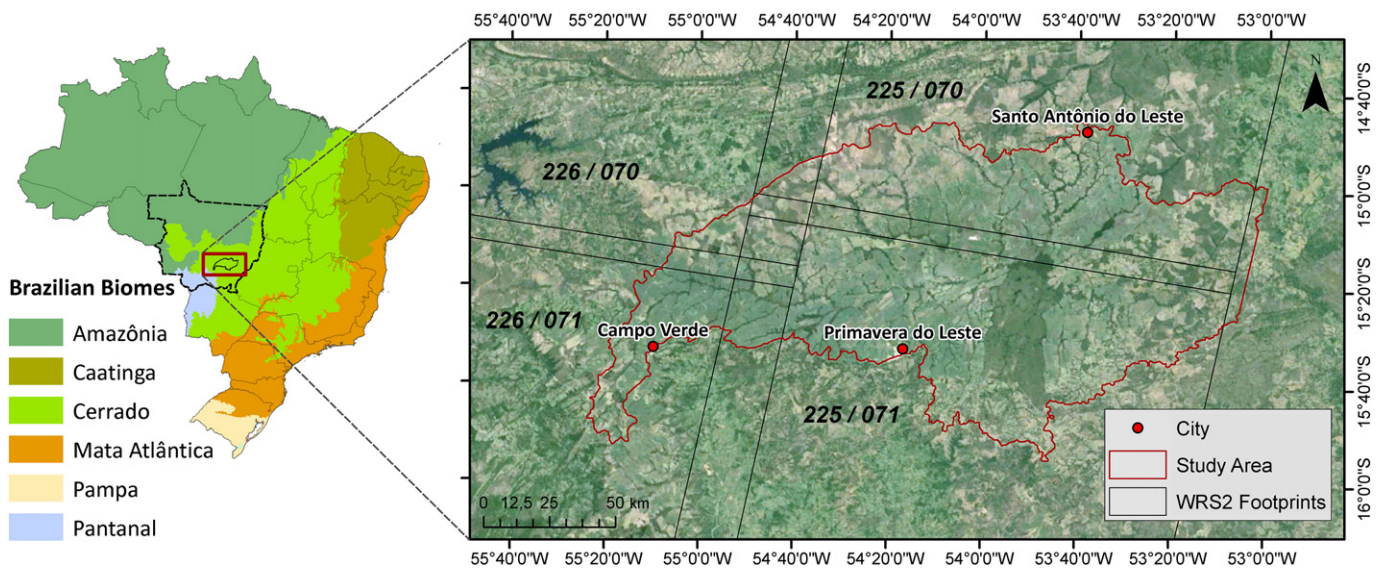 Brazilian Biomes
Amazônia
Caatinga
Cerrado
Mata Atlântica
Pampa
Pantanal
55°40'0"W 55°20'0"W 55°0'0"W 54°40'0"W 54°20'0"W 54°0'0"W 53°40'0"W 53°20'0"W 53°0'0"W
N
225 / 070
Santo Antônio do Leste
226 / 070
226 / 071
Campo Verde
Primavera do Leste
225 / 071
0 12,5 25 50 km
City
Study Area
WRS2 Footprints
14°40'0"S
15°0'0"S
15°20'0"S
15°40'0"S
16°0'0"S
55°40'0"W 55°20'0"W 55°0'0"W 54°40'0"W 54°20'0"W 54°0'0"W 53°40'0"W 53°20'0"W 53°0'0"W